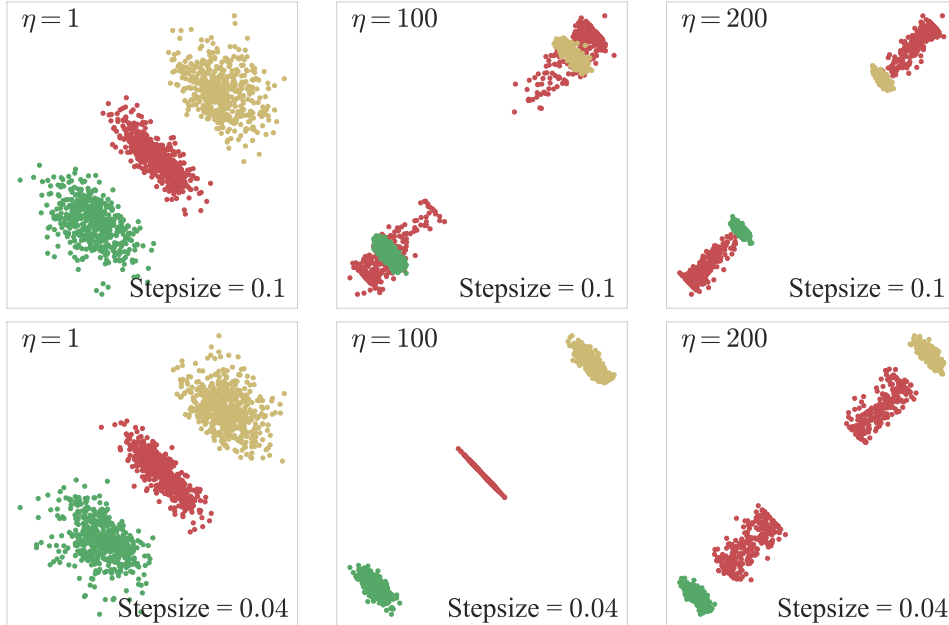 η = 1
η = 100
η = 200
Stepsize = 0.1
Stepsize = 0.1
Stepsize = 0.1
η = 1
η = 100
η = 200
Stepsize = 0.04
Stepsize = 0.04
Stepsize = 0.04